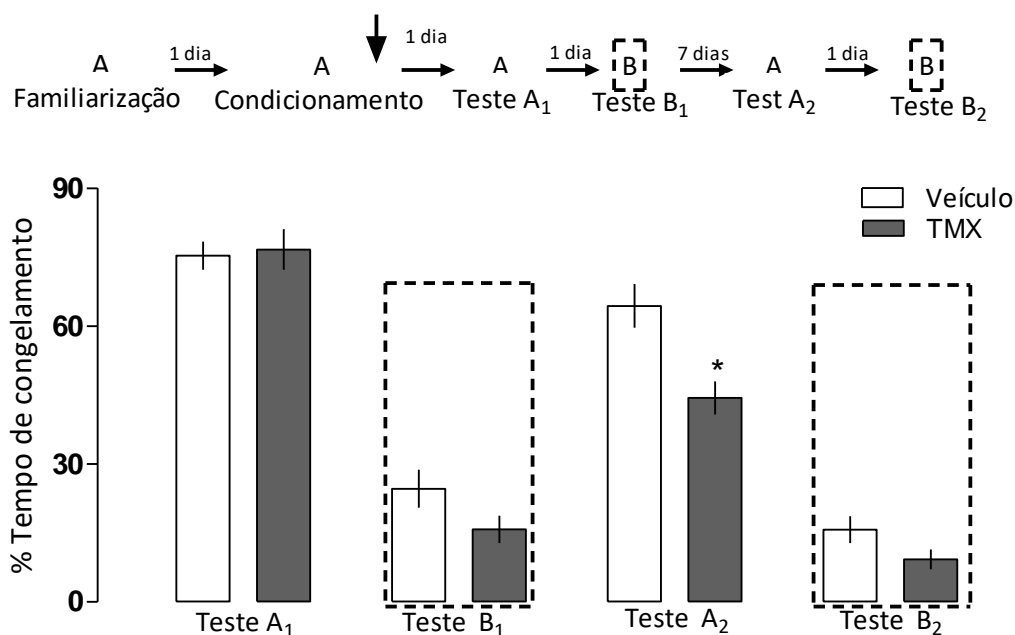 1 dia 1 dia 1 dia 7 dias 1 dia
A A A B A B
Familiarização Condicionamento Teste A₁ Teste B₁ Test A₂ Teste B₂
90
60
30
0
% Tempo de congelamento
Veículo
TMX
*
Teste A₁ Teste B₁ Teste A₂ Teste B₂